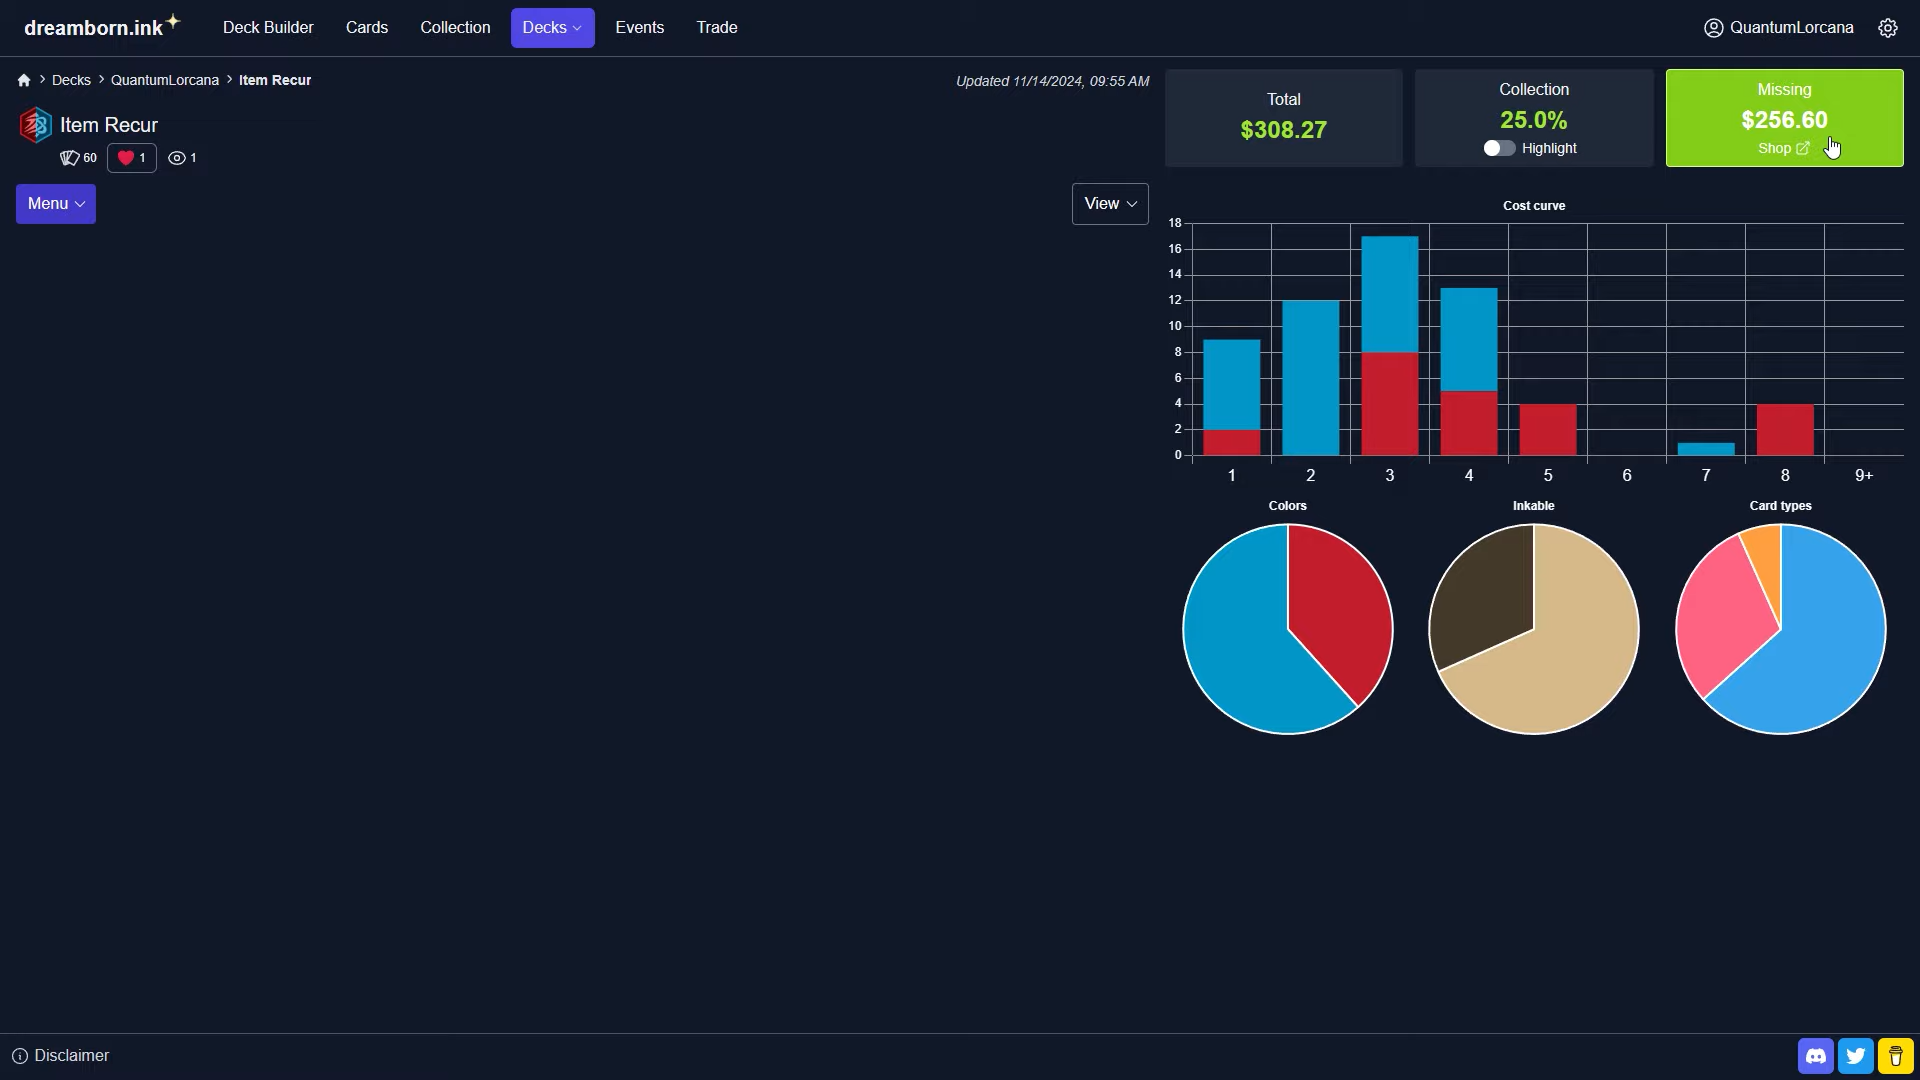 dreamborn.ink
Deck Builder
Cards
Collection
Decks
Events
Trade
QuantumLorcana
Decks
QuantumLorcana
Item Recur
Updated 11/14/2024, 09:55 AM
Item Recur
60
1
1
Menu
View
Total
$308.27
Collection
25.0%
Highlight
Missing
$256.60
Shop
Cost curve
18
16
14
12
10
8
6
4
2
0
1
2
3
4
5
6
7
8
9+
Colors
Inkable
Card types
Disclaimer